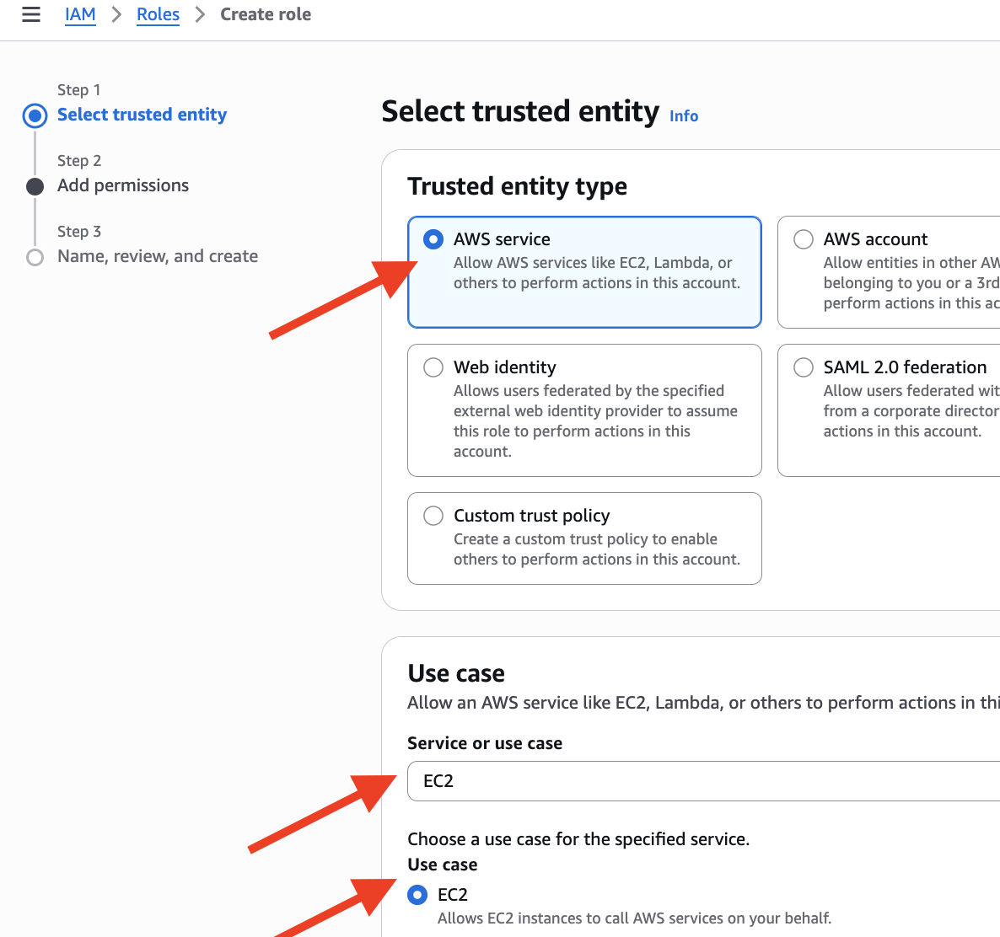 IAM > Roles > Create role
Step 1
Select trusted entity
Step 2
Add permissions
Step 3
Name, review, and create
Select trusted entity Info
Trusted entity type
AWS service
Allow AWS services like EC2, Lambda, or
others to perform actions in this account.
AWS account
Allow entities in other AW
belonging to you or a 3rd
perform actions in this ac
Web identity
Allows users federated by the specified
external web identity provider to assume
this role to perform actions in this
account.
SAML 2.0 federation
Allow users federated wit
from a corporate director
actions in this account.
Custom trust policy
Create a custom trust policy to enable
others to perform actions in this account.
Use case
Allow an AWS service like EC2, Lambda, or others to perform actions in thi
Service or use case
EC2
Choose a use case for the specified service.
Use case
EC2
Allows EC2 instances to call AWS services on your behalf.